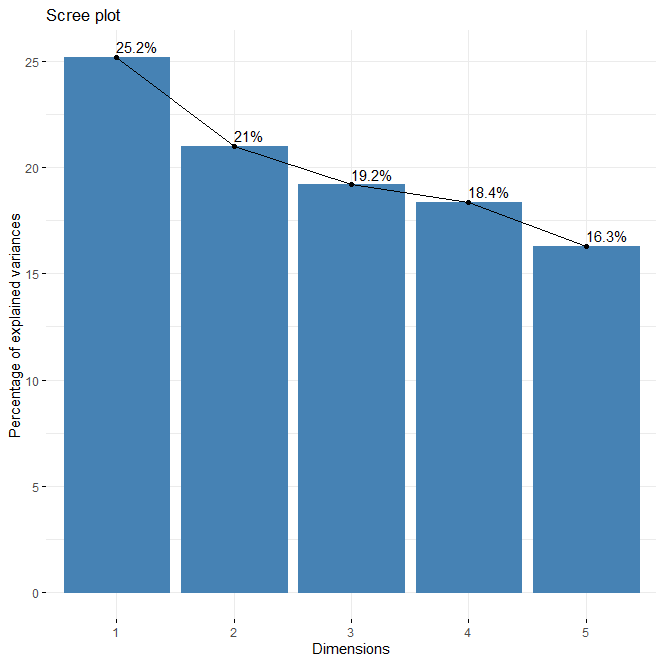 Scree plot
25.2%
21%
19.2%
18.4%
16.3%
25
20
15
10
5
0
Percentage of explained variances
1 2 3 4 5
Dimensions